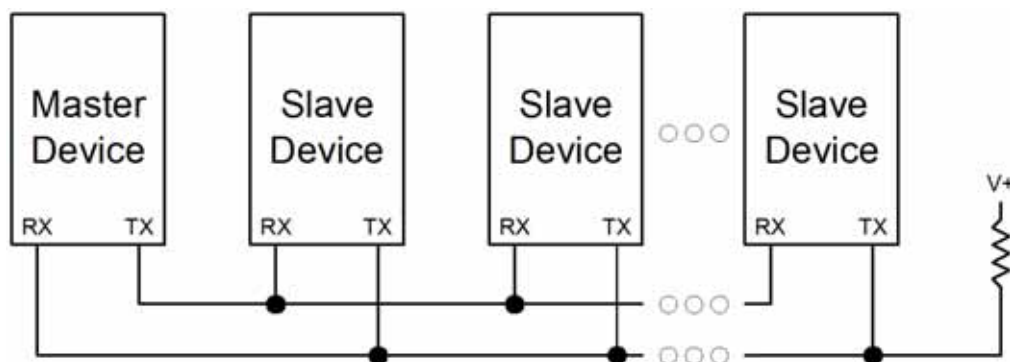 Master
Device
Slave
Device
Slave
Device
Slave
Device
RX TX
RX TX
RX TX
RX TX
V+